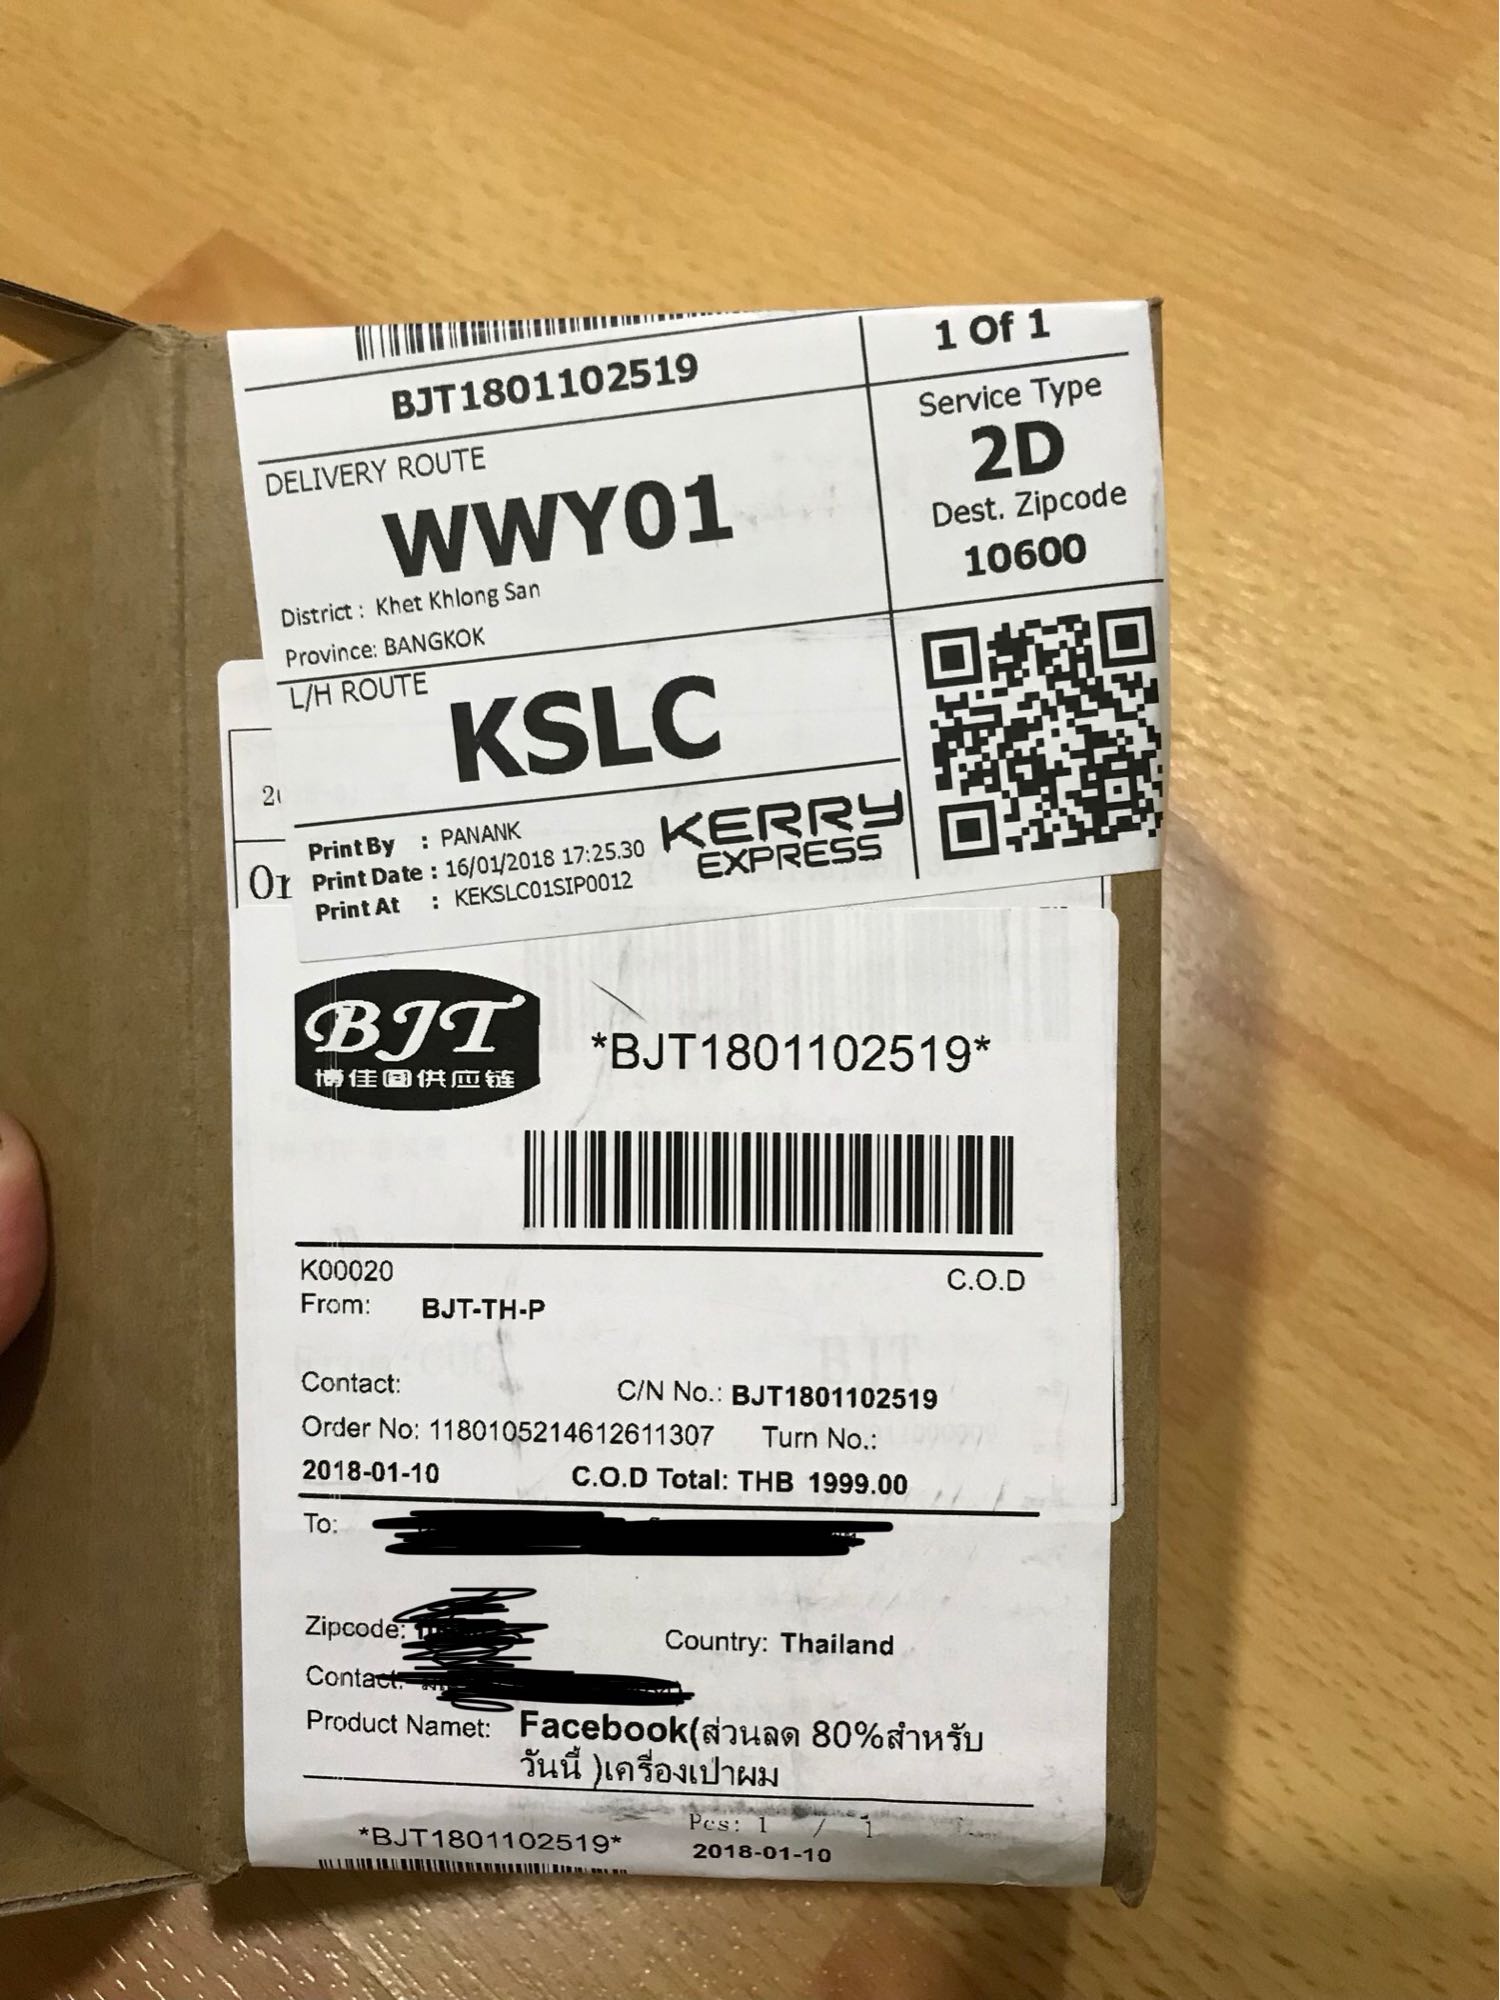 BJT1801102519
1 Of 1
DELIVERY ROUTE
WWY01
District : Khet Khlong San
Province: BANGKOK
Service Type
2D
Dest. Zipcode
10600
L/H ROUTE
KSLC
Print By : PANANK
Print Date : 16/01/2018 17:25.30
Print At : KEKSLC01SIP0012
KERRY
EXPRESS
BJT
博佳图供应链
*BJT1801102519*
K00020
C.O.D
From: BJT-TH-P
Contact:
C/N No.: BJT1801102519
Order No: 1180105214612611307 Turn No.:
2018-01-10 C.O.D Total: THB 1999.00
To:
Zipcode:
Country: Thailand
Contact:
Product Namet: Facebook(ส่วนลด 80%สำหรับ
วันนี้ )เครื่องเป่าผม
*BJT1801102519*
Pcs: 1 / 1
2018-01-10